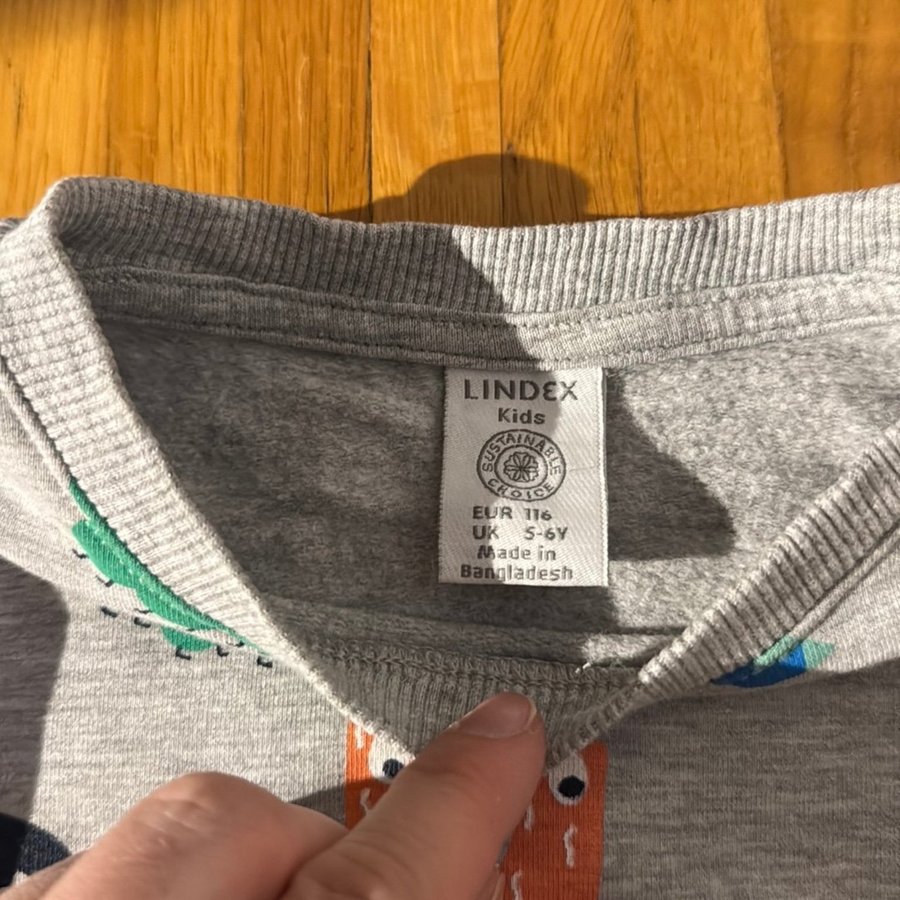 LINDEX
Kids
SUSTAINABLE
CHOICE
EUR 116
UK 5-6Y
Made in
Bangladesh